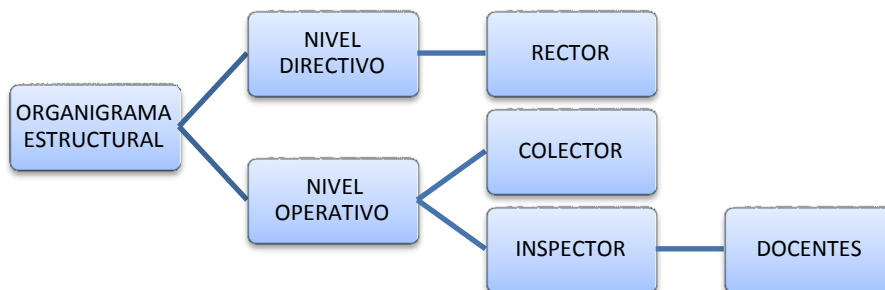 ORGANIGRAMA
ESTRUCTURAL
NIVEL
DIRECTIVO
RECTOR
NIVEL
OPERATIVO
COLECTOR
INSPECTOR
DOCENTES